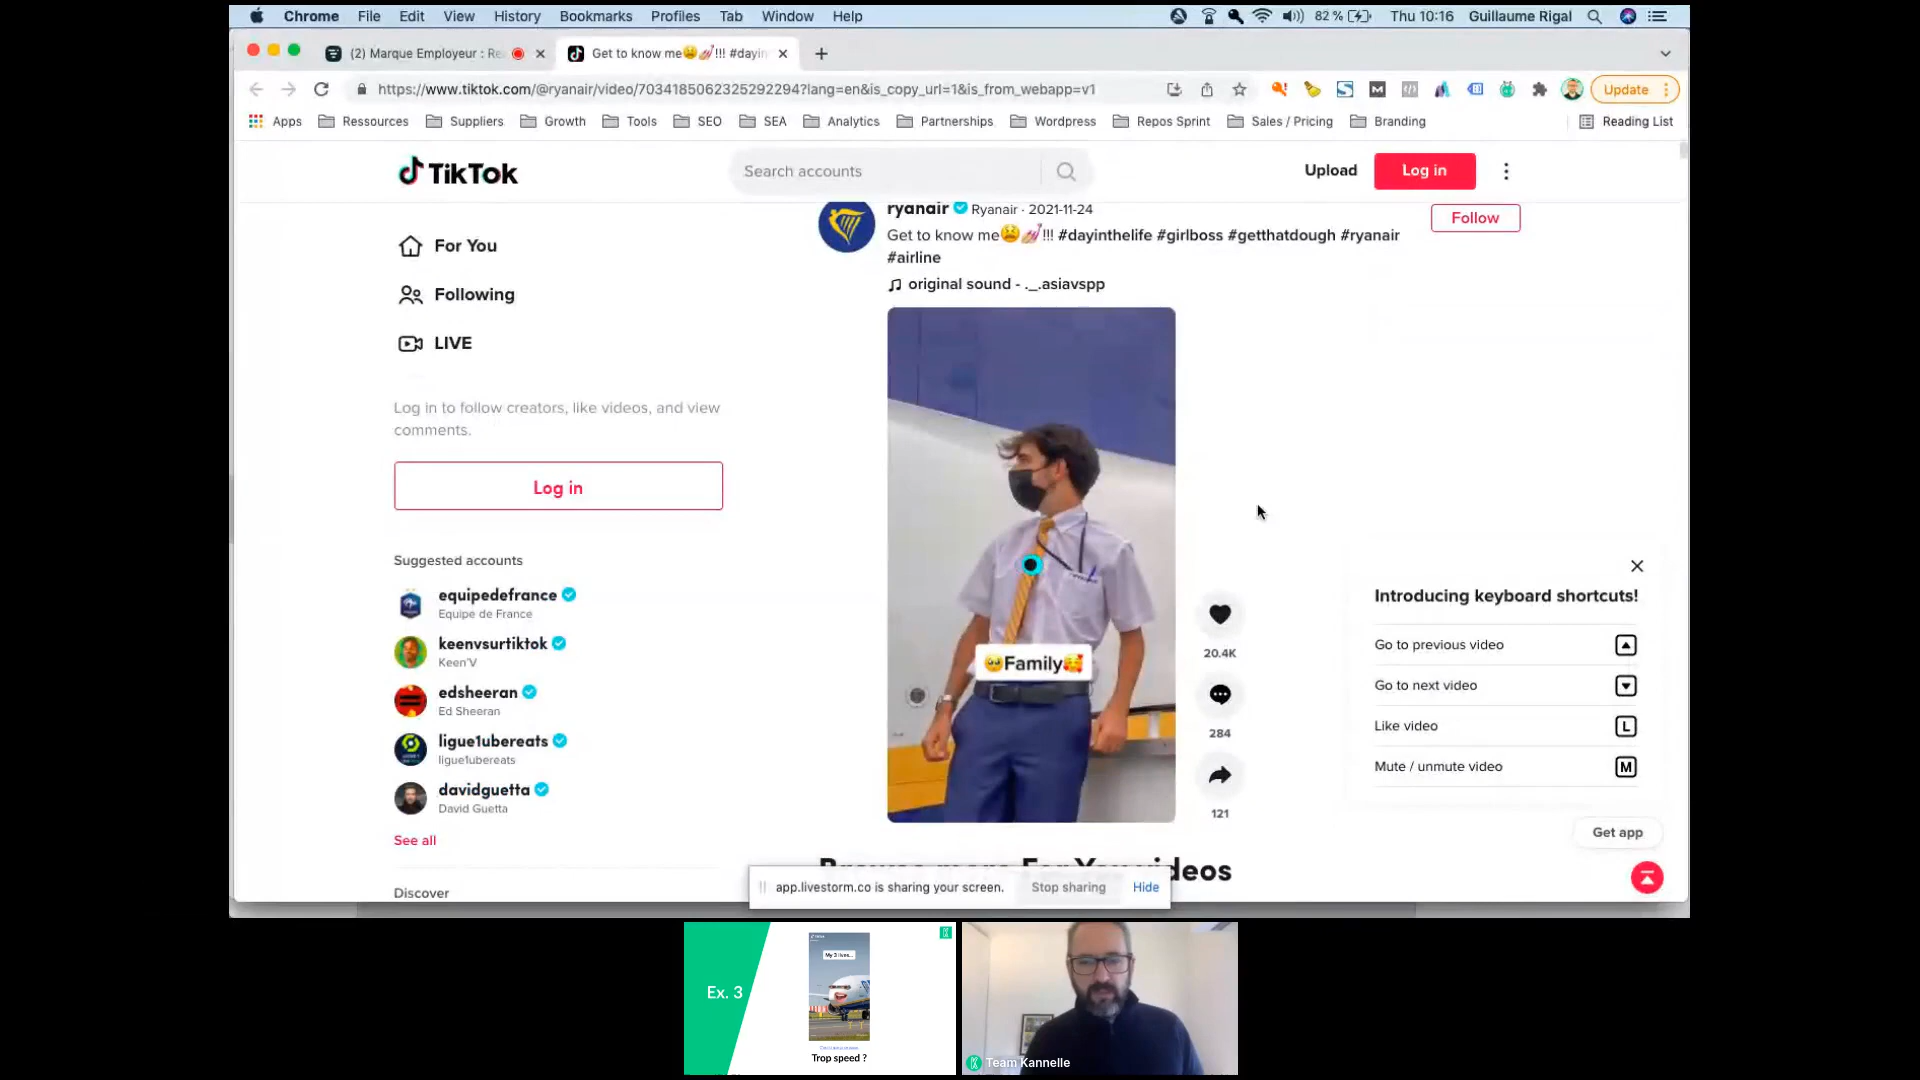 Chrome File Edit View History Bookmarks Profiles Tab Window Help
82 % Thu 10:16 Guillaume Rigal
(2) Marque Employeur : Re
Get to know me😫💅!!! #dayin
https://www.tiktok.com/@ryanair/video/7034185062325292294?lang=en&is_copy_url=1&is_from_webapp=v1
Update
Apps Ressources Suppliers Growth Tools SEO SEA Analytics Partnerships Wordpress Repos Sprint Sales / Pricing Branding Reading List
TikTok
Search accounts
Upload
Log in
For You
Following
LIVE
Log in to follow creators, like videos, and view
comments.
Log in
Suggested accounts
equipedefrance
Equipe de France
keenvsurtiktok
Keen'V
edsheeran
Ed Sheeran
ligue1ubereats
ligue1ubereats
davidguetta
David Guetta
See all
Discover
ryanair Ryanair · 2021-11-24
Follow
Get to know me😫💅!!! #dayinthelife #girlboss #getthatdough #ryanair
#airline
original sound - ._.asiavspp
🥹Family🥰
20.4K
284
121
Introducing keyboard shortcuts!
Go to previous video
Go to next video
Like video L
Mute / unmute video M
Get app
Browse more For You videos
app.livestorm.co is sharing your screen. Stop sharing Hide
Ex. 3
My 3 lives...
Trop speed ?
Team Kannelle